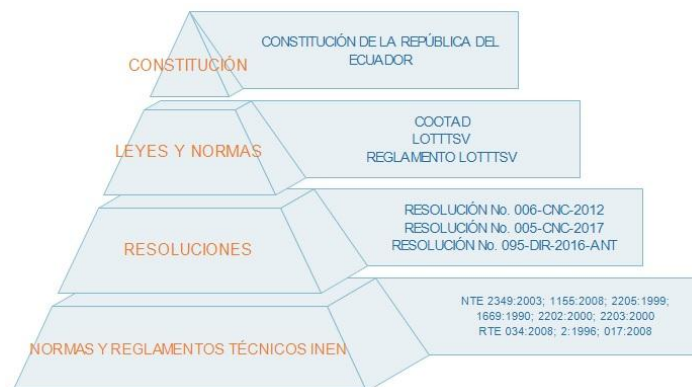 CONSTITUCIÓN
CONSTITUCIÓN DE LA REPÚBLICA DEL
ECUADOR
LEYES Y NORMAS
COOTAD
LOTTTSV
REGLAMENTO LOTTTSV
RESOLUCIONES
RESOLUCIÓN No. 006-CNC-2012
RESOLUCIÓN No. 005-CNC-2017
RESOLUCIÓN No. 095-DIR-2016-ANT
NORMAS Y REGLAMENTOS TÉCNICOS INEN
NTE 2349:2003; 1155:2008; 2205:1999;
1669:1990; 2202:2000; 2203:2000
RTE 034:2008; 2:1996; 017:2008